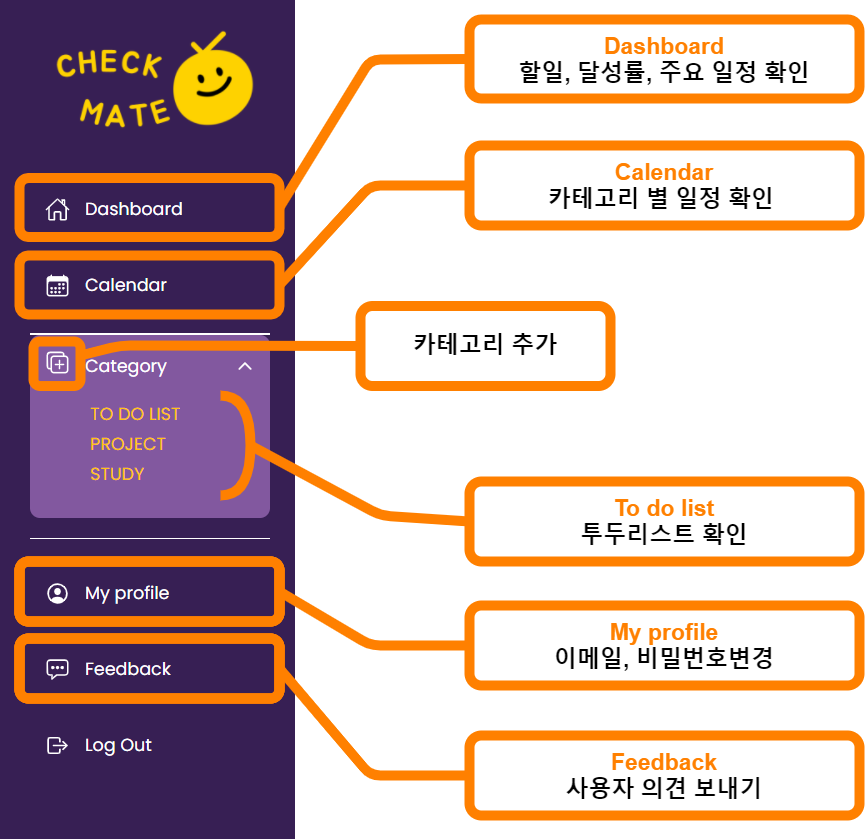 CHECK
MATE
Dashboard
Calendar
Category
TO DO LIST
PROJECT
STUDY
My profile
Feedback
Log Out
Dashboard
할일, 달성률, 주요 일정 확인
Calendar
카테고리 별 일정 확인
카테고리 추가
To do list
투두리스트 확인
My profile
이메일, 비밀번호변경
Feedback
사용자 의견 보내기